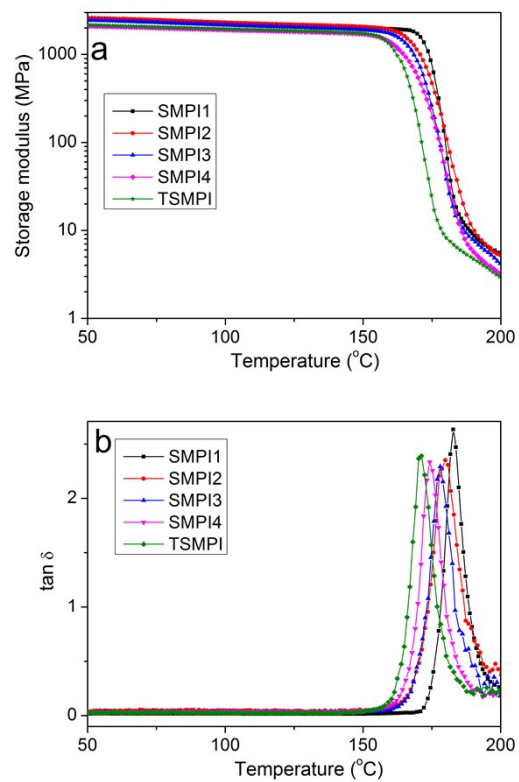 a
Storage modulus (MPa)
1000
100
10
1
SMPI1
SMPI2
SMPI3
SMPI4
TSMPI
50 100 150 200
Temperature (°C)
b
tan δ
2
1
0
SMPI1
SMPI2
SMPI3
SMPI4
TSMPI
50 100 150 200
Temperature (°C)